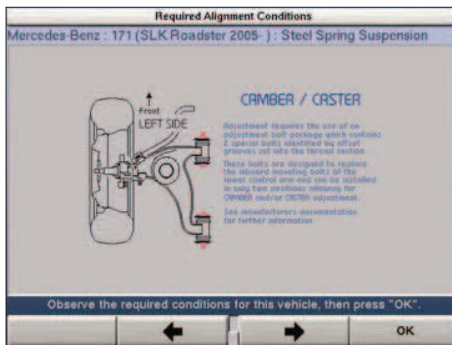 Required Alignment Conditions
Mercedes-Benz : 171 (SLK Roadster 2005- ) : Steel Spring Suspension
Front
LEFT SIDE
CAMBER / CASTER
Adjustment requires the use of an
adjustment bolt package which contains
2 special bolts identified by offset
grooves cut into the thread section
These bolts are designed to replace
the inboard mounting bolts of the
lower control arm and can be installed
in only two positions allowing for
CAMBER and/or CASTER adjustment.
See manufacturers documentation
for further information
Observe the required conditions for this vehicle, then press "OK".
OK